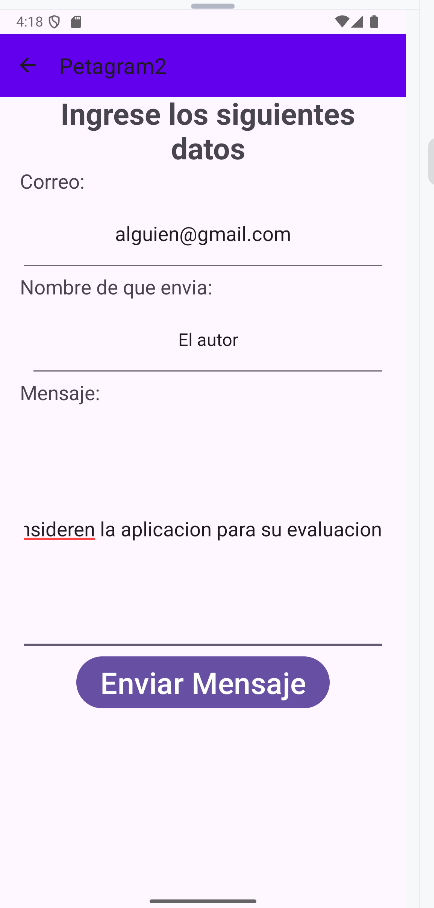 4:18
Petagram2
Ingrese los siguientes
datos
Correo:
alguien@gmail.com
Nombre de que envia:
El autor
Mensaje:
nsideren la aplicacion para su evaluacion
Enviar Mensaje